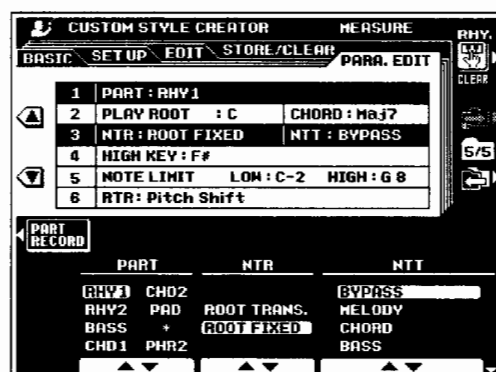 CUSTOM STYLE CREATOR MEASURE
RHY.
BASIC SETUP EDIT STORE/CLEAR PARA. EDIT
CLEAR
1 PART : RHY1
2 PLAY ROOT : C CHORD : Maj7
3 NTR : ROOT FIXED NTT : BYPASS
4 HIGH KEY : F#
5/5
5 NOTE LIMIT LOW : C-2 HIGH : G 8
6 RTR : Pitch Shift
PART
RECORD
PART NTR NTT
RHY1 CHD2 BYPASS
RHY2 PAD ROOT TRANS. MELODY
BASS * ROOT FIXED CHORD
CHD1 PHR2 BASS